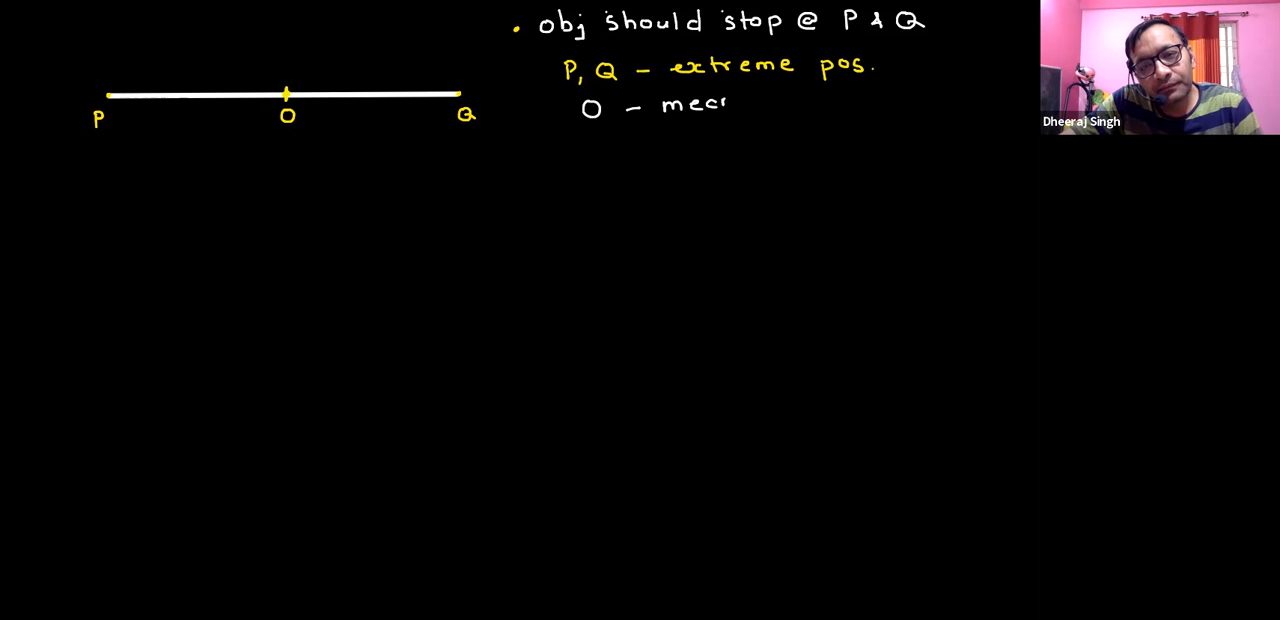 • obj should stop @ P & Q
P, Q - extreme pos.
O - mea
P O Q
Dheeraj Singh